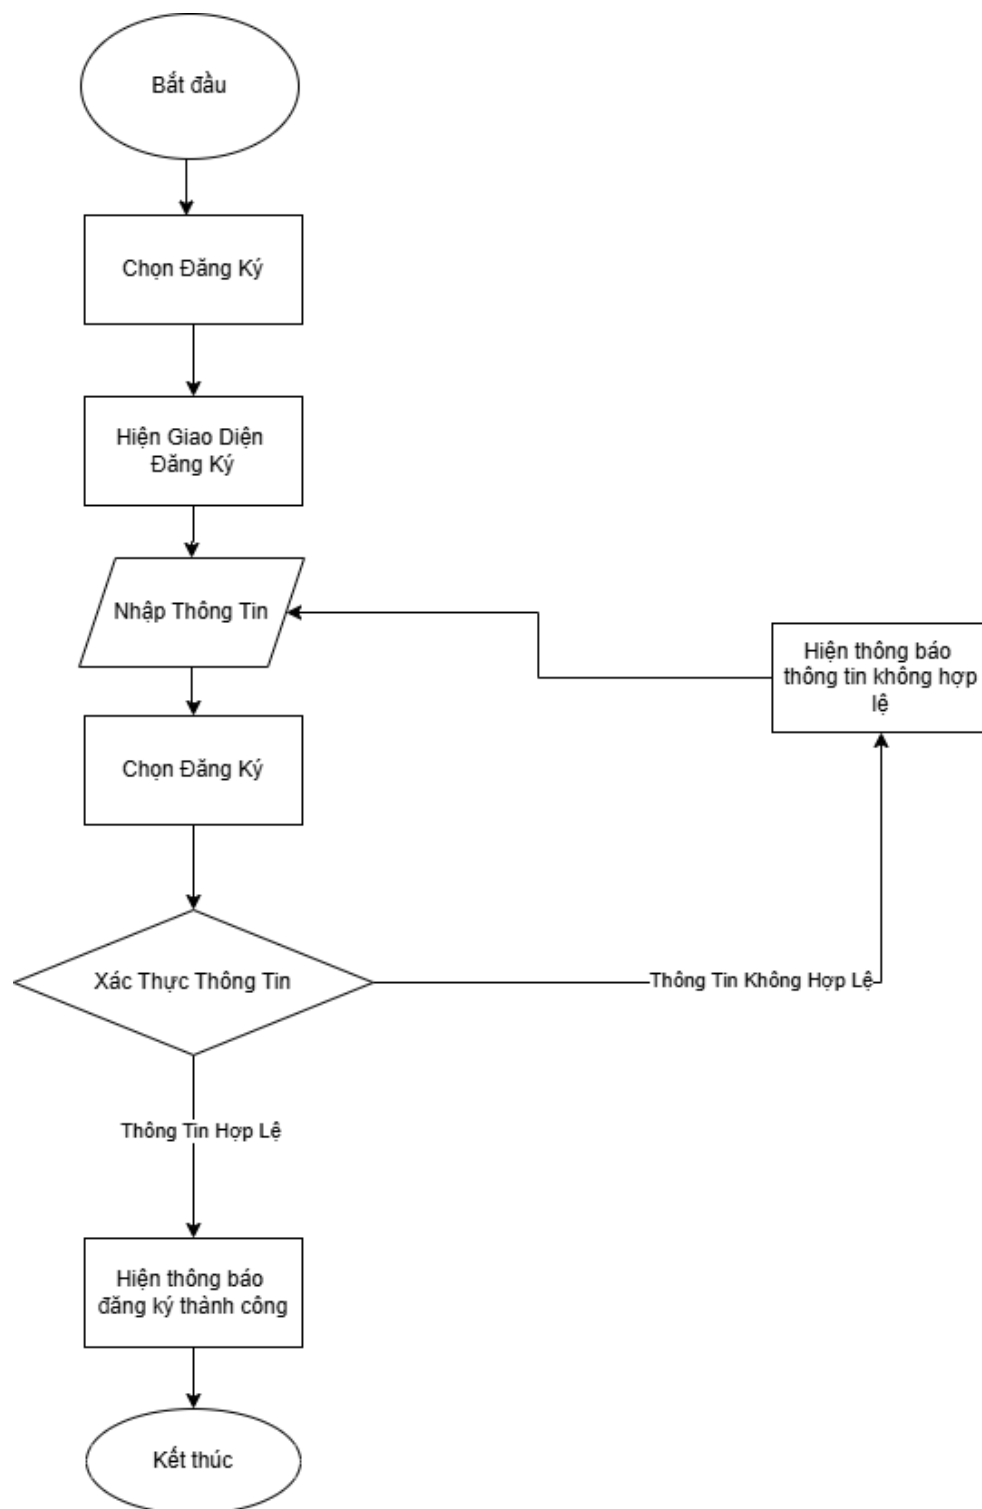 Bắt đầu
Chọn Đăng Ký
Hiện Giao Diện
Đăng Ký
Nhập Thông Tin
Hiện thông báo
thông tin không hợp
lệ
Chọn Đăng Ký
Xác Thực Thông Tin
Thông Tin Không Hợp Lệ
Thông Tin Hợp Lệ
Hiện thông báo
đăng ký thành công
Kết thúc